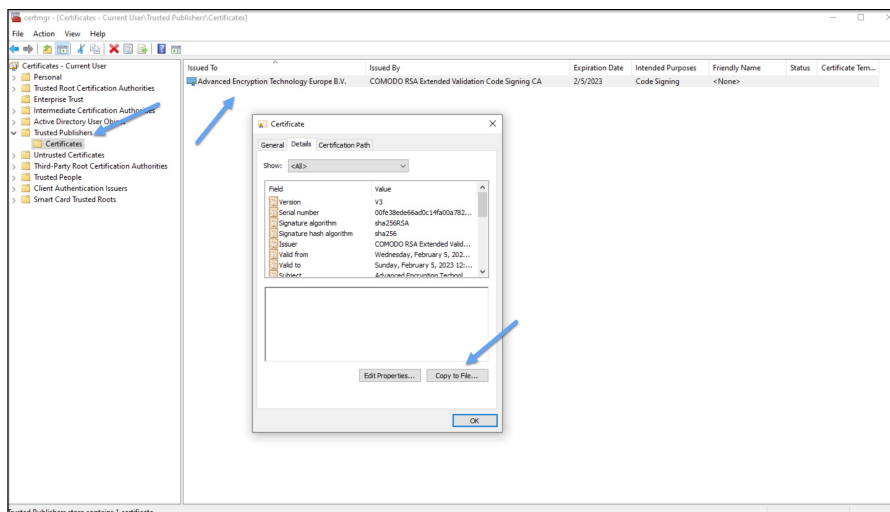 certmgr - [Certificates - Current User\Trusted Publishers\Certificates]
File Action View Help
Certificates - Current User
Personal
Trusted Root Certification Authorities
Enterprise Trust
Intermediate Certification Authorities
Active Directory User Object
Trusted Publishers
Certificates
Untrusted Certificates
Third-Party Root Certification Authorities
Trusted People
Client Authentication Issuers
Smart Card Trusted Roots
Issued To Issued By Expiration Date Intended Purposes Friendly Name Status Certificate Tem...
Advanced Encryption Technology Europe B.V. COMODO RSA Extended Validation Code Signing CA 2/5/2023 Code Signing <None>
Certificate
General Details Certification Path
Show: <All>
Field Value
Version V3
Serial number 00fe38ede66ad0c14fa00a782...
Signature algorithm sha256RSA
Signature hash algorithm sha256
Issuer COMODO RSA Extended Valid...
Valid from Wednesday, February 5, 202...
Valid to Sunday, February 5, 2023 12:...
Subject Advanced Encryption Technol...
Edit Properties... Copy to File...
OK
Trusted Publishers store contains 1 certificate.